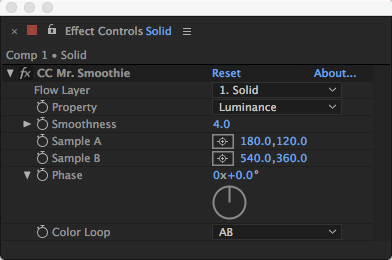 Effect Controls Solid
Comp 1 • Solid
fx CC Mr. Smoothie Reset About...
Flow Layer 1. Solid
Property Luminance
Smoothness 4.0
Sample A 180.0,120.0
Sample B 540.0,360.0
Phase 0x+0.0°
Color Loop AB